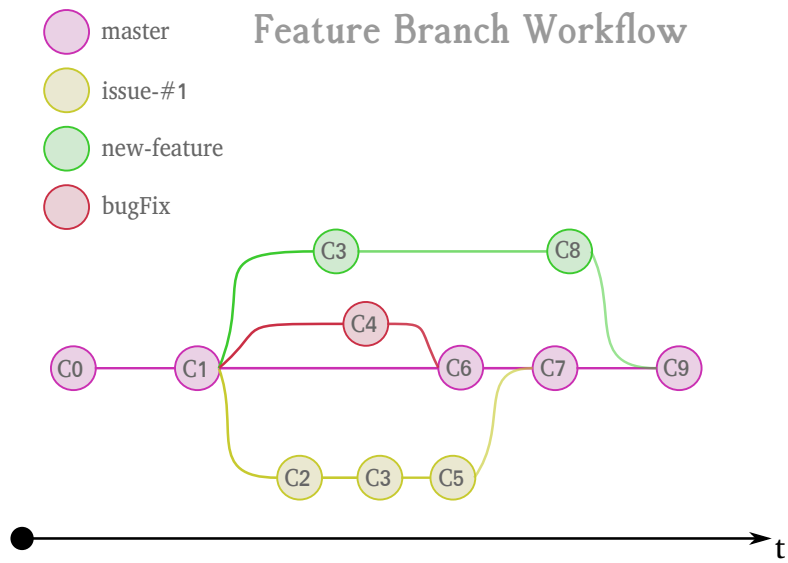 Feature Branch Workflow
master
issue-#1
new-feature
bugFix
C3 C8
C4
C0 C1 C6 C7 C9
C2 C3 C5
t